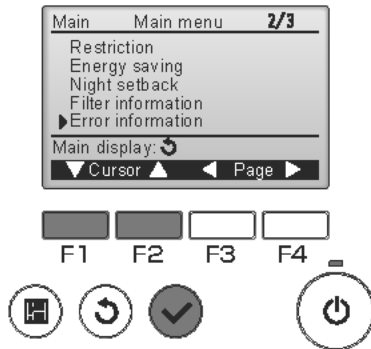 Main Main menu 2/3
Restriction
Energy saving
Night setback
Filter information
Error information
Main display:
Cursor Page
F1 F2 F3 F4